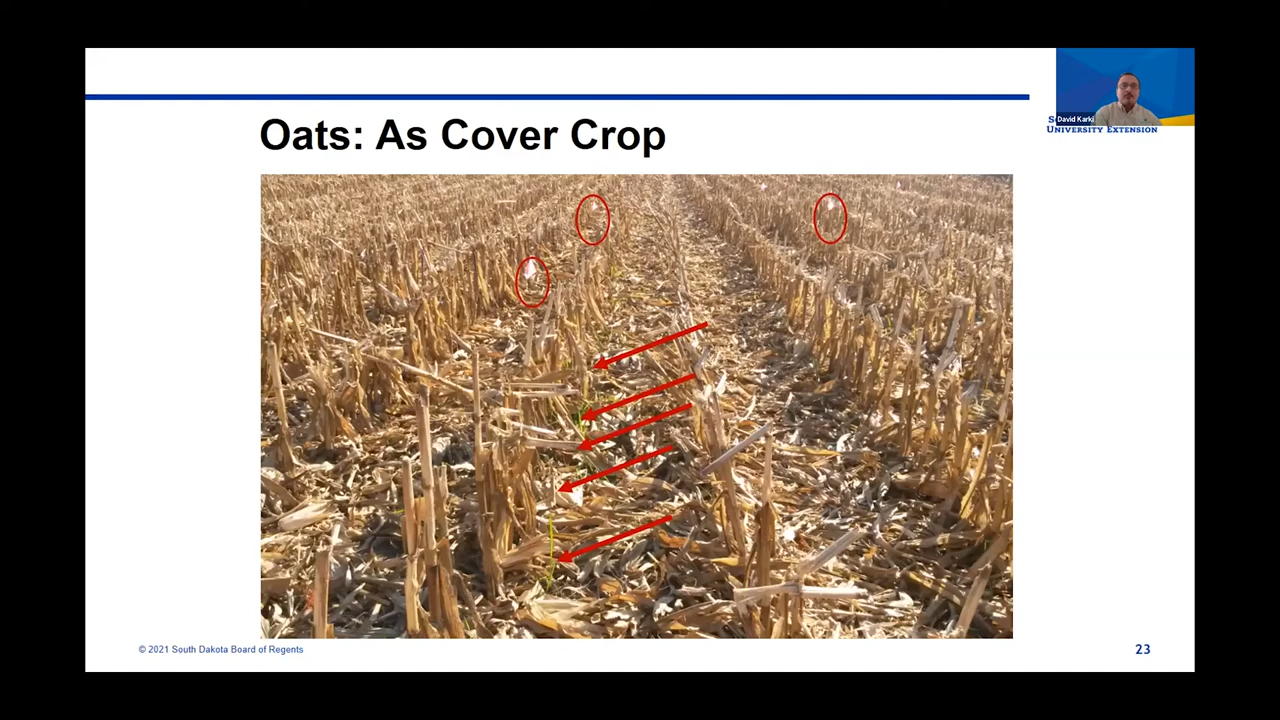 David Karki
UNIVERSITY EXTENSION
Oats: As Cover Crop
© 2021 South Dakota Board of Regents
23